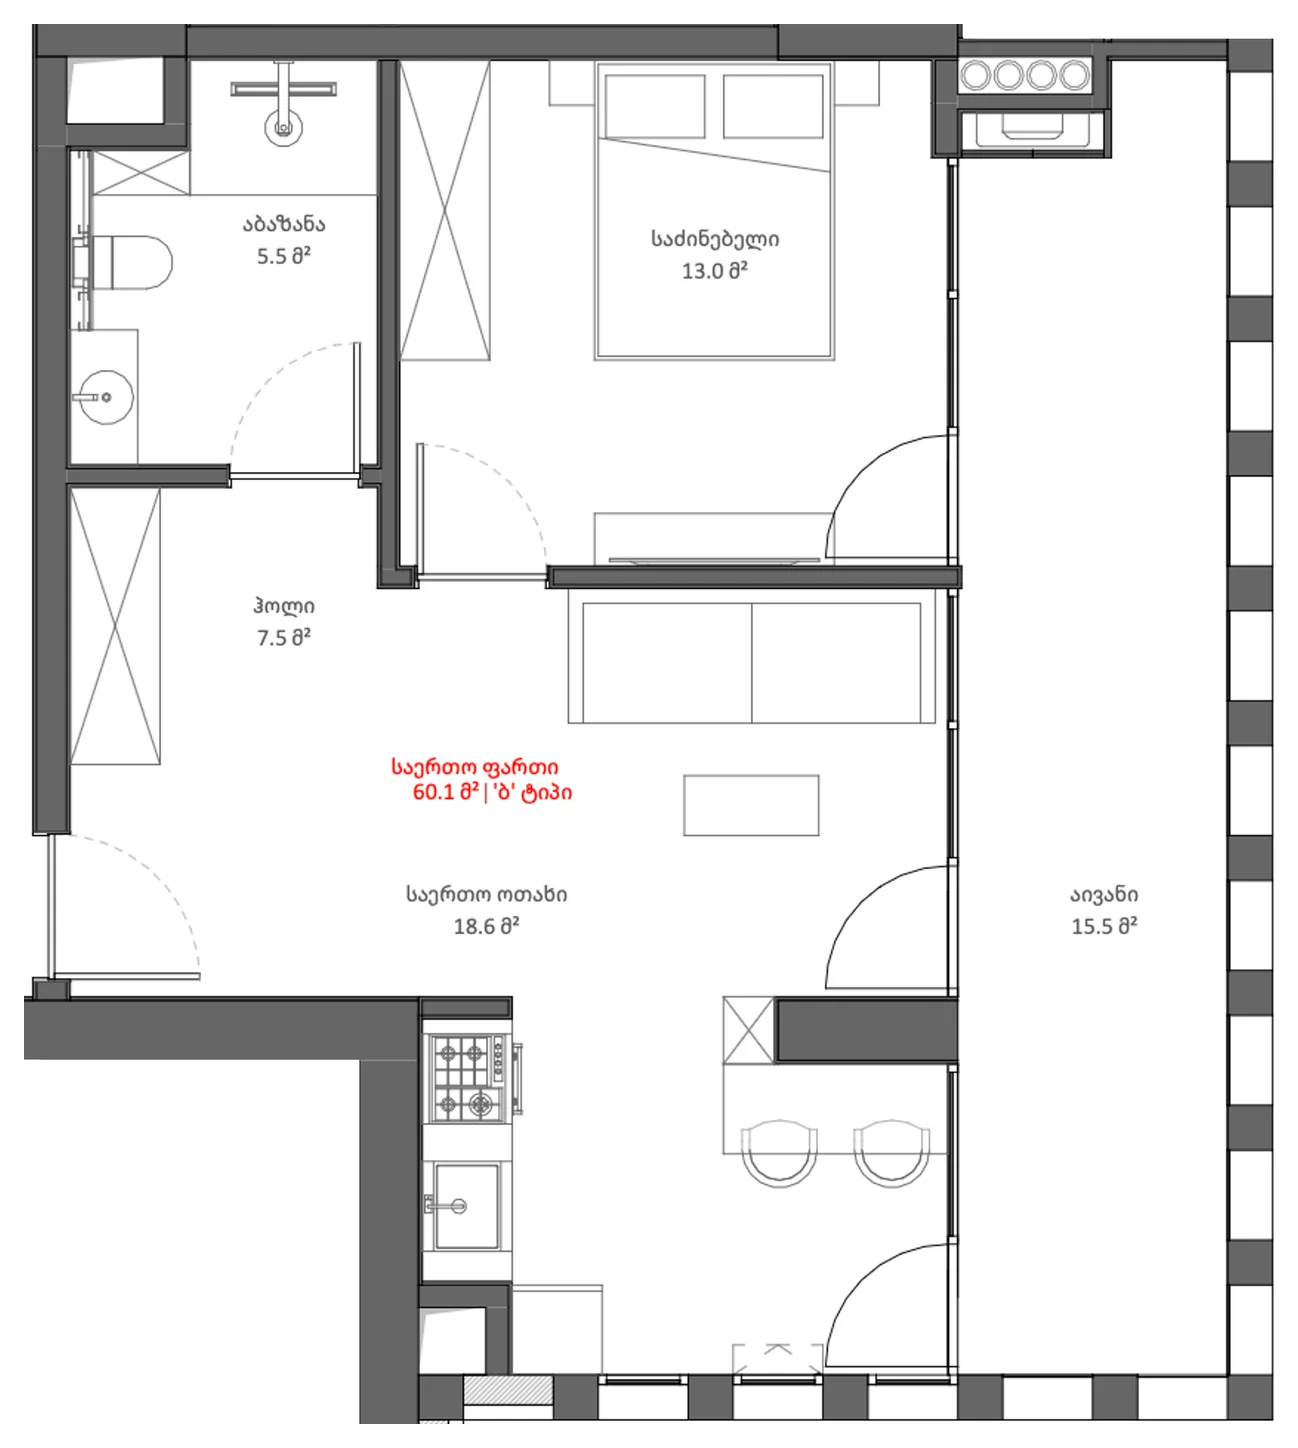 აბაზანა
5.5 მ²
საძინებელი
13.0 მ²
ჰოლი
7.5 მ²
საერთო ფართი
60.1 მ² | 'ბ' ტიპი
საერთო ოთახი
18.6 მ²
აივანი
15.5 მ²